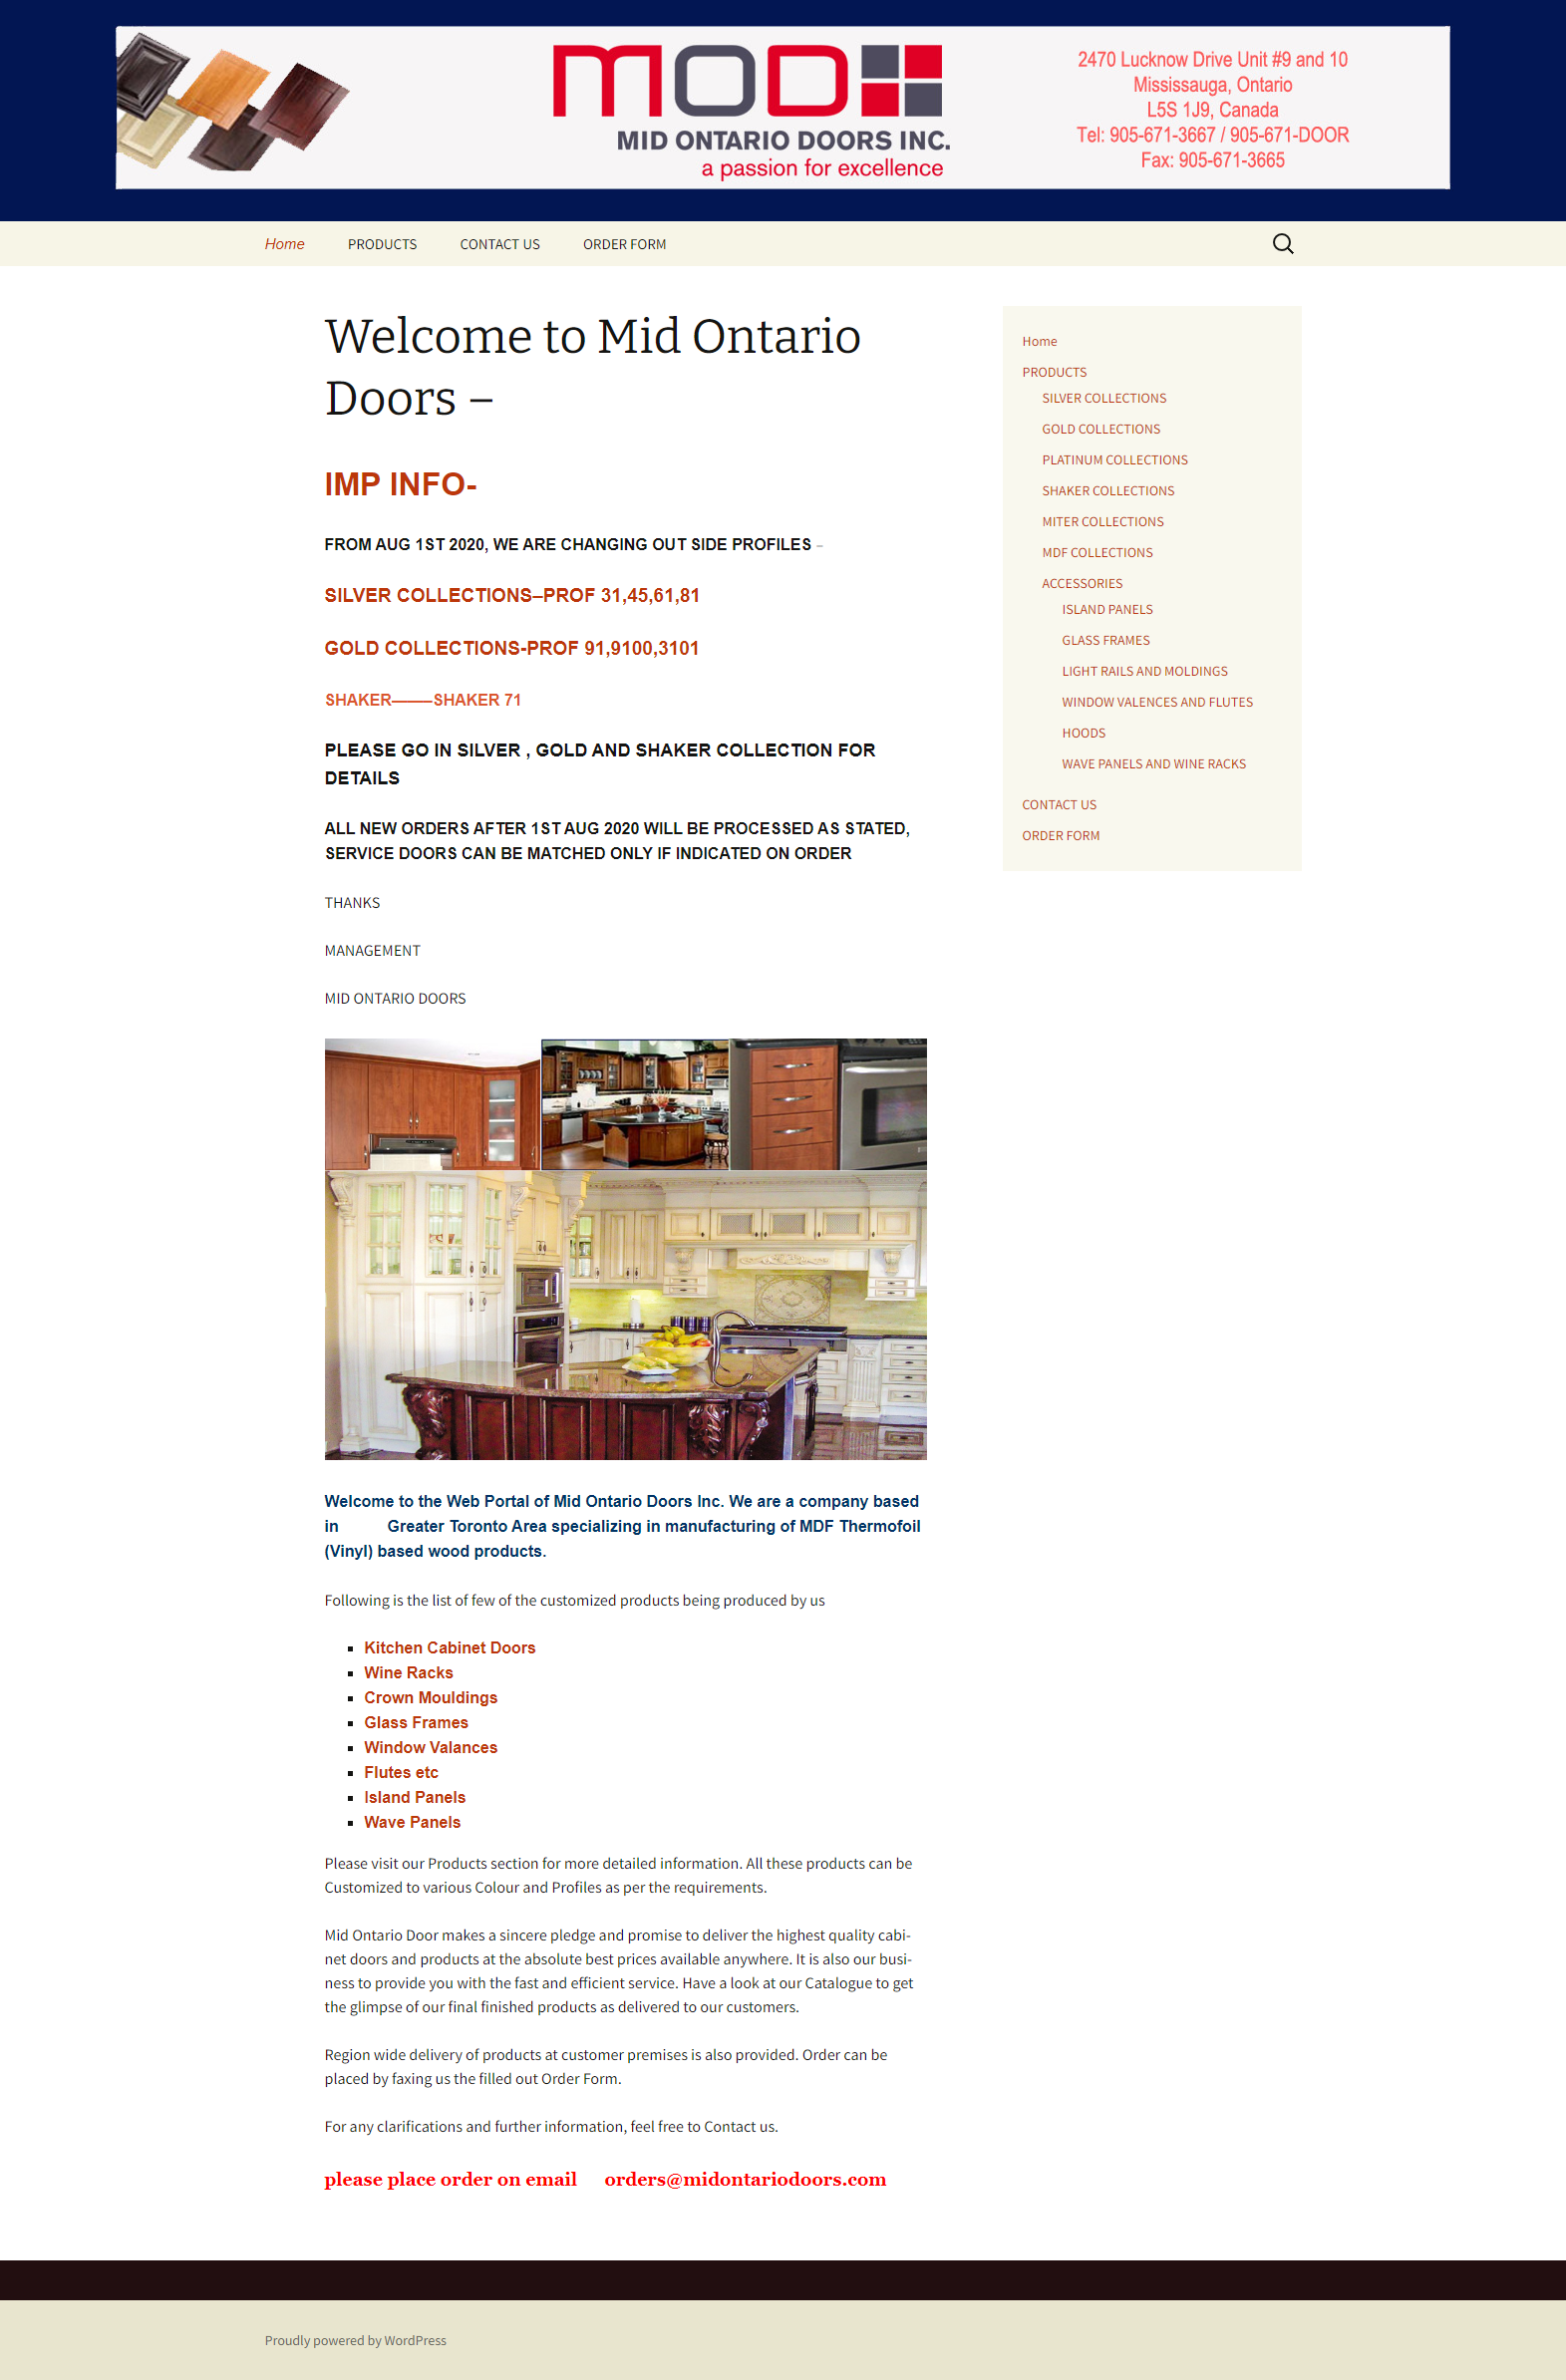 MOD
MID ONTARIO DOORS INC.
a passion for excellence
2470 Lucknow Drive Unit #9 and 10
Mississauga, Ontario
L5S 1J9, Canada
Tel: 905-671-3667 / 905-671-DOOR
Fax: 905-671-3665
Home
PRODUCTS
CONTACT US
ORDER FORM
Welcome to Mid Ontario
Doors –
IMP INFO-
FROM AUG 1ST 2020, WE ARE CHANGING OUT SIDE PROFILES –
SILVER COLLECTIONS–PROF 31,45,61,81
GOLD COLLECTIONS-PROF 91,9100,3101
SHAKER———SHAKER 71
PLEASE GO IN SILVER , GOLD AND SHAKER COLLECTION FOR
DETAILS
ALL NEW ORDERS AFTER 1ST AUG 2020 WILL BE PROCESSED AS STATED,
SERVICE DOORS CAN BE MATCHED ONLY IF INDICATED ON ORDER
THANKS
MANAGEMENT
MID ONTARIO DOORS
Welcome to the Web Portal of Mid Ontario Doors Inc. We are a company based
in Greater Toronto Area specializing in manufacturing of MDF Thermofoil
(Vinyl) based wood products.
Following is the list of few of the customized products being produced by us
Kitchen Cabinet Doors
Wine Racks
Crown Mouldings
Glass Frames
Window Valances
Flutes etc
Island Panels
Wave Panels
Please visit our Products section for more detailed information. All these products can be
Customized to various Colour and Profiles as per the requirements.
Mid Ontario Door makes a sincere pledge and promise to deliver the highest quality cabi-
net doors and products at the absolute best prices available anywhere. It is also our busi-
ness to provide you with the fast and efficient service. Have a look at our Catalogue to get
the glimpse of our final finished products as delivered to our customers.
Region wide delivery of products at customer premises is also provided. Order can be
placed by faxing us the filled out Order Form.
For any clarifications and further information, feel free to Contact us.
please place order on email orders@midontariodoors.com
Home
PRODUCTS
SILVER COLLECTIONS
GOLD COLLECTIONS
PLATINUM COLLECTIONS
SHAKER COLLECTIONS
MITER COLLECTIONS
MDF COLLECTIONS
ACCESSORIES
ISLAND PANELS
GLASS FRAMES
LIGHT RAILS AND MOLDINGS
WINDOW VALENCES AND FLUTES
HOODS
WAVE PANELS AND WINE RACKS
CONTACT US
ORDER FORM
Proudly powered by WordPress